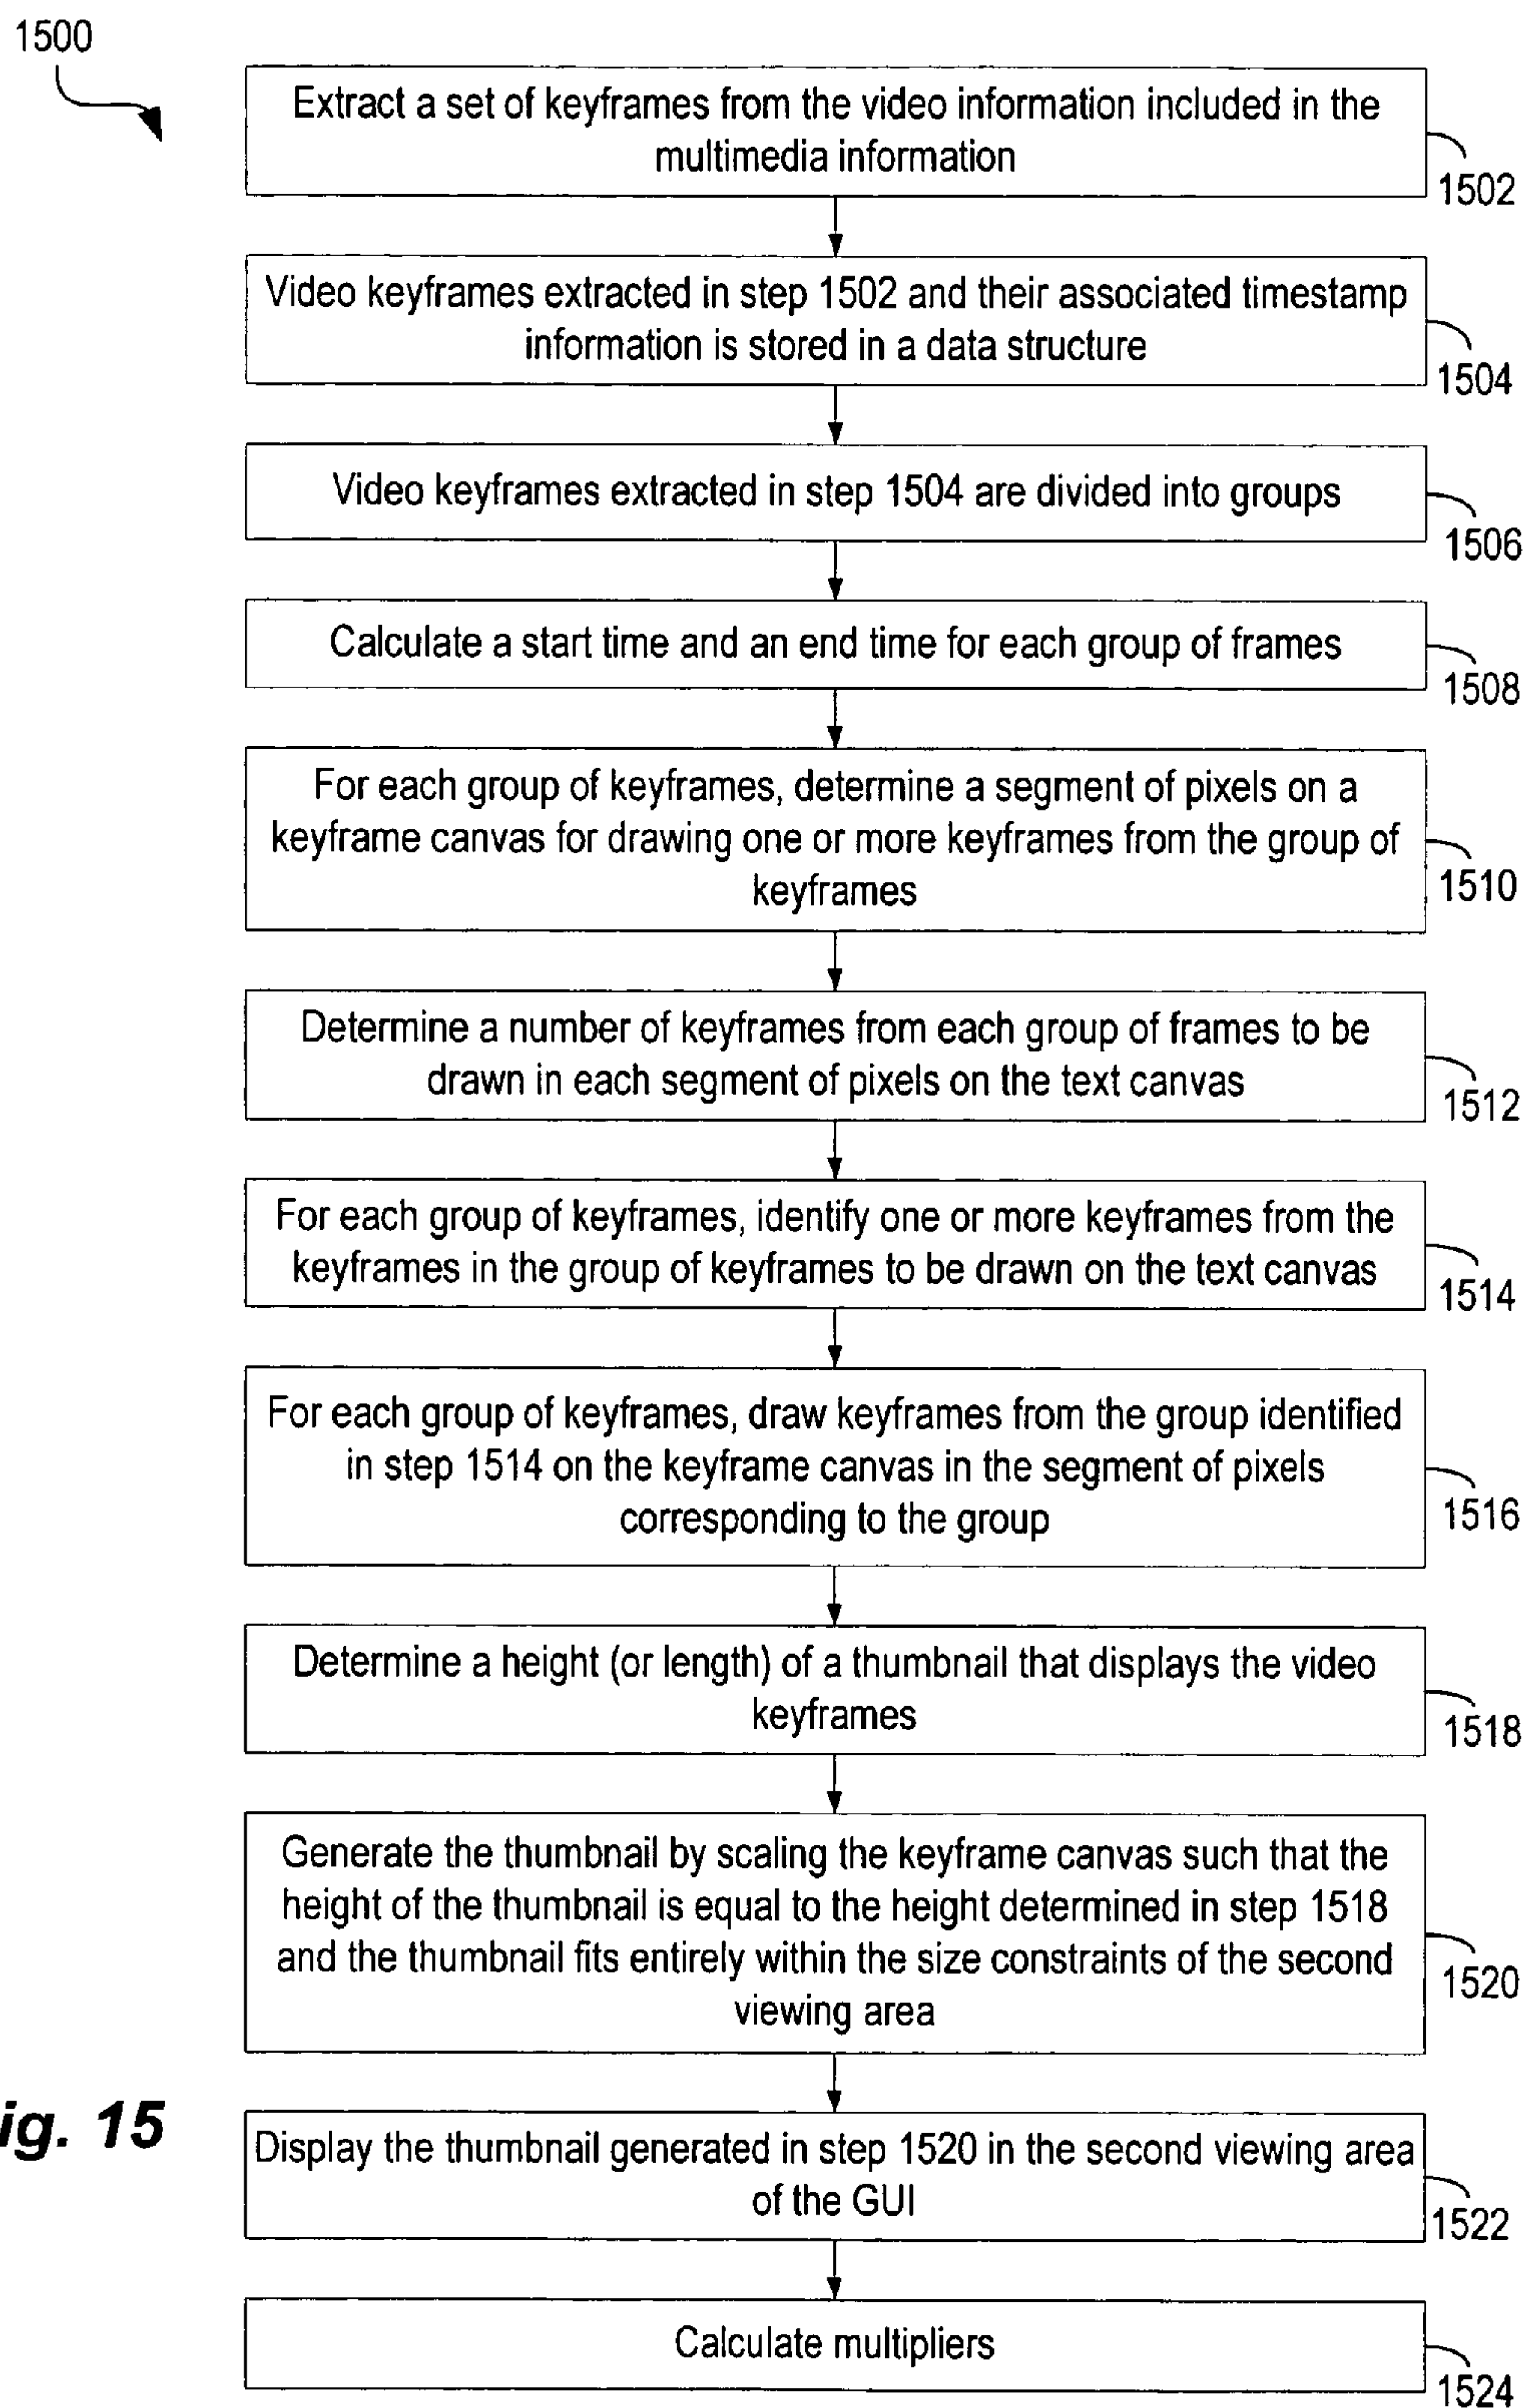 1500
Extract a set of keyframes from the video information included in the
multimedia information
1502
Video keyframes extracted in step 1502 and their associated timestamp
information is stored in a data structure
1504
Video keyframes extracted in step 1504 are divided into groups
1506
Calculate a start time and an end time for each group of frames
1508
For each group of keyframes, determine a segment of pixels on a
keyframe canvas for drawing one or more keyframes from the group of
keyframes
1510
Determine a number of keyframes from each group of frames to be
drawn in each segment of pixels on the text canvas
1512
For each group of keyframes, identify one or more keyframes from the
keyframes in the group of keyframes to be drawn on the text canvas
1514
For each group of keyframes, draw keyframes from the group identified
in step 1514 on the keyframe canvas in the segment of pixels
corresponding to the group
1516
Determine a height (or length) of a thumbnail that displays the video
keyframes
1518
Generate the thumbnail by scaling the keyframe canvas such that the
height of the thumbnail is equal to the height determined in step 1518
and the thumbnail fits entirely within the size constraints of the second
viewing area
1520
ig. 15
Display the thumbnail generated in step 1520 in the second viewing area
of the GUI
1522
Calculate multipliers
1524